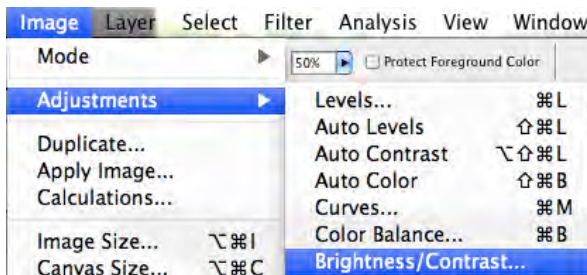 Image Layer Select Filter Analysis View Window
Mode
50% Protect Foreground Color
Adjustments
Levels... ⌘L
Auto Levels ⇧⌘L
Auto Contrast ⌥⇧⌘L
Auto Color ⇧⌘B
Curves... ⌘M
Color Balance... ⌘B
Brightness/Contrast...
Duplicate...
Apply Image...
Calculations...
Image Size... ⌥⌘I
Canvas Size... ⌥⌘C